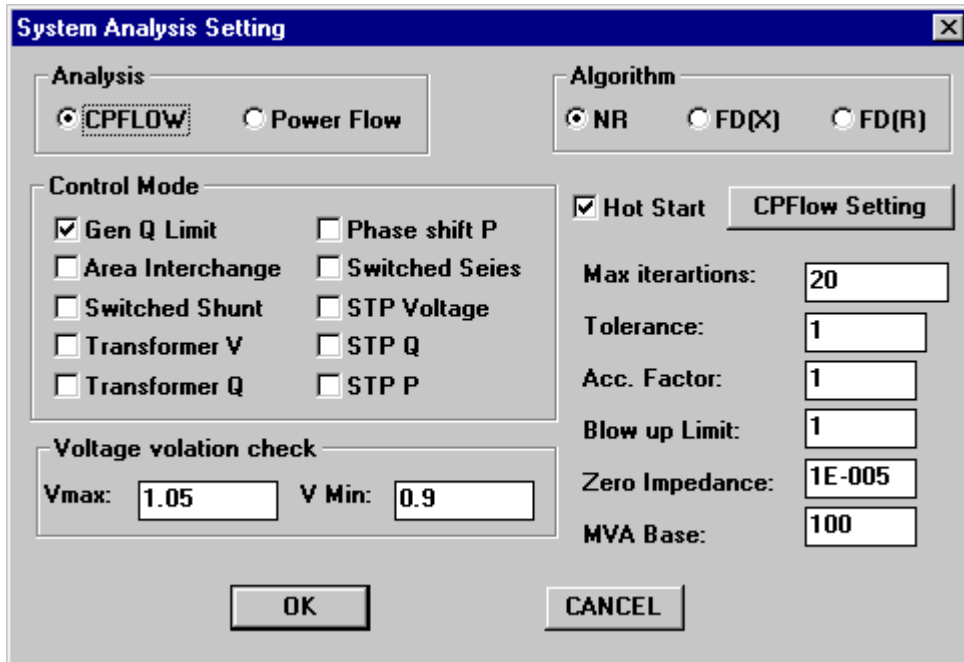 System Analysis Setting
Analysis
CPFLOW Power Flow
Algorithm
NR FD(X) FD(R)
Control Mode
Gen Q Limit Phase shift P
Area Interchange Switched Seies
Switched Shunt STP Voltage
Transformer V STP Q
Transformer Q STP P
Hot Start CPFlow Setting
Max iterartions: 20
Tolerance: 1
Acc. Factor: 1
Blow up Limit: 1
Zero Impedance: 1E-005
MVA Base: 100
Voltage volation check
Vmax: 1.05 V Min: 0.9
OK CANCEL